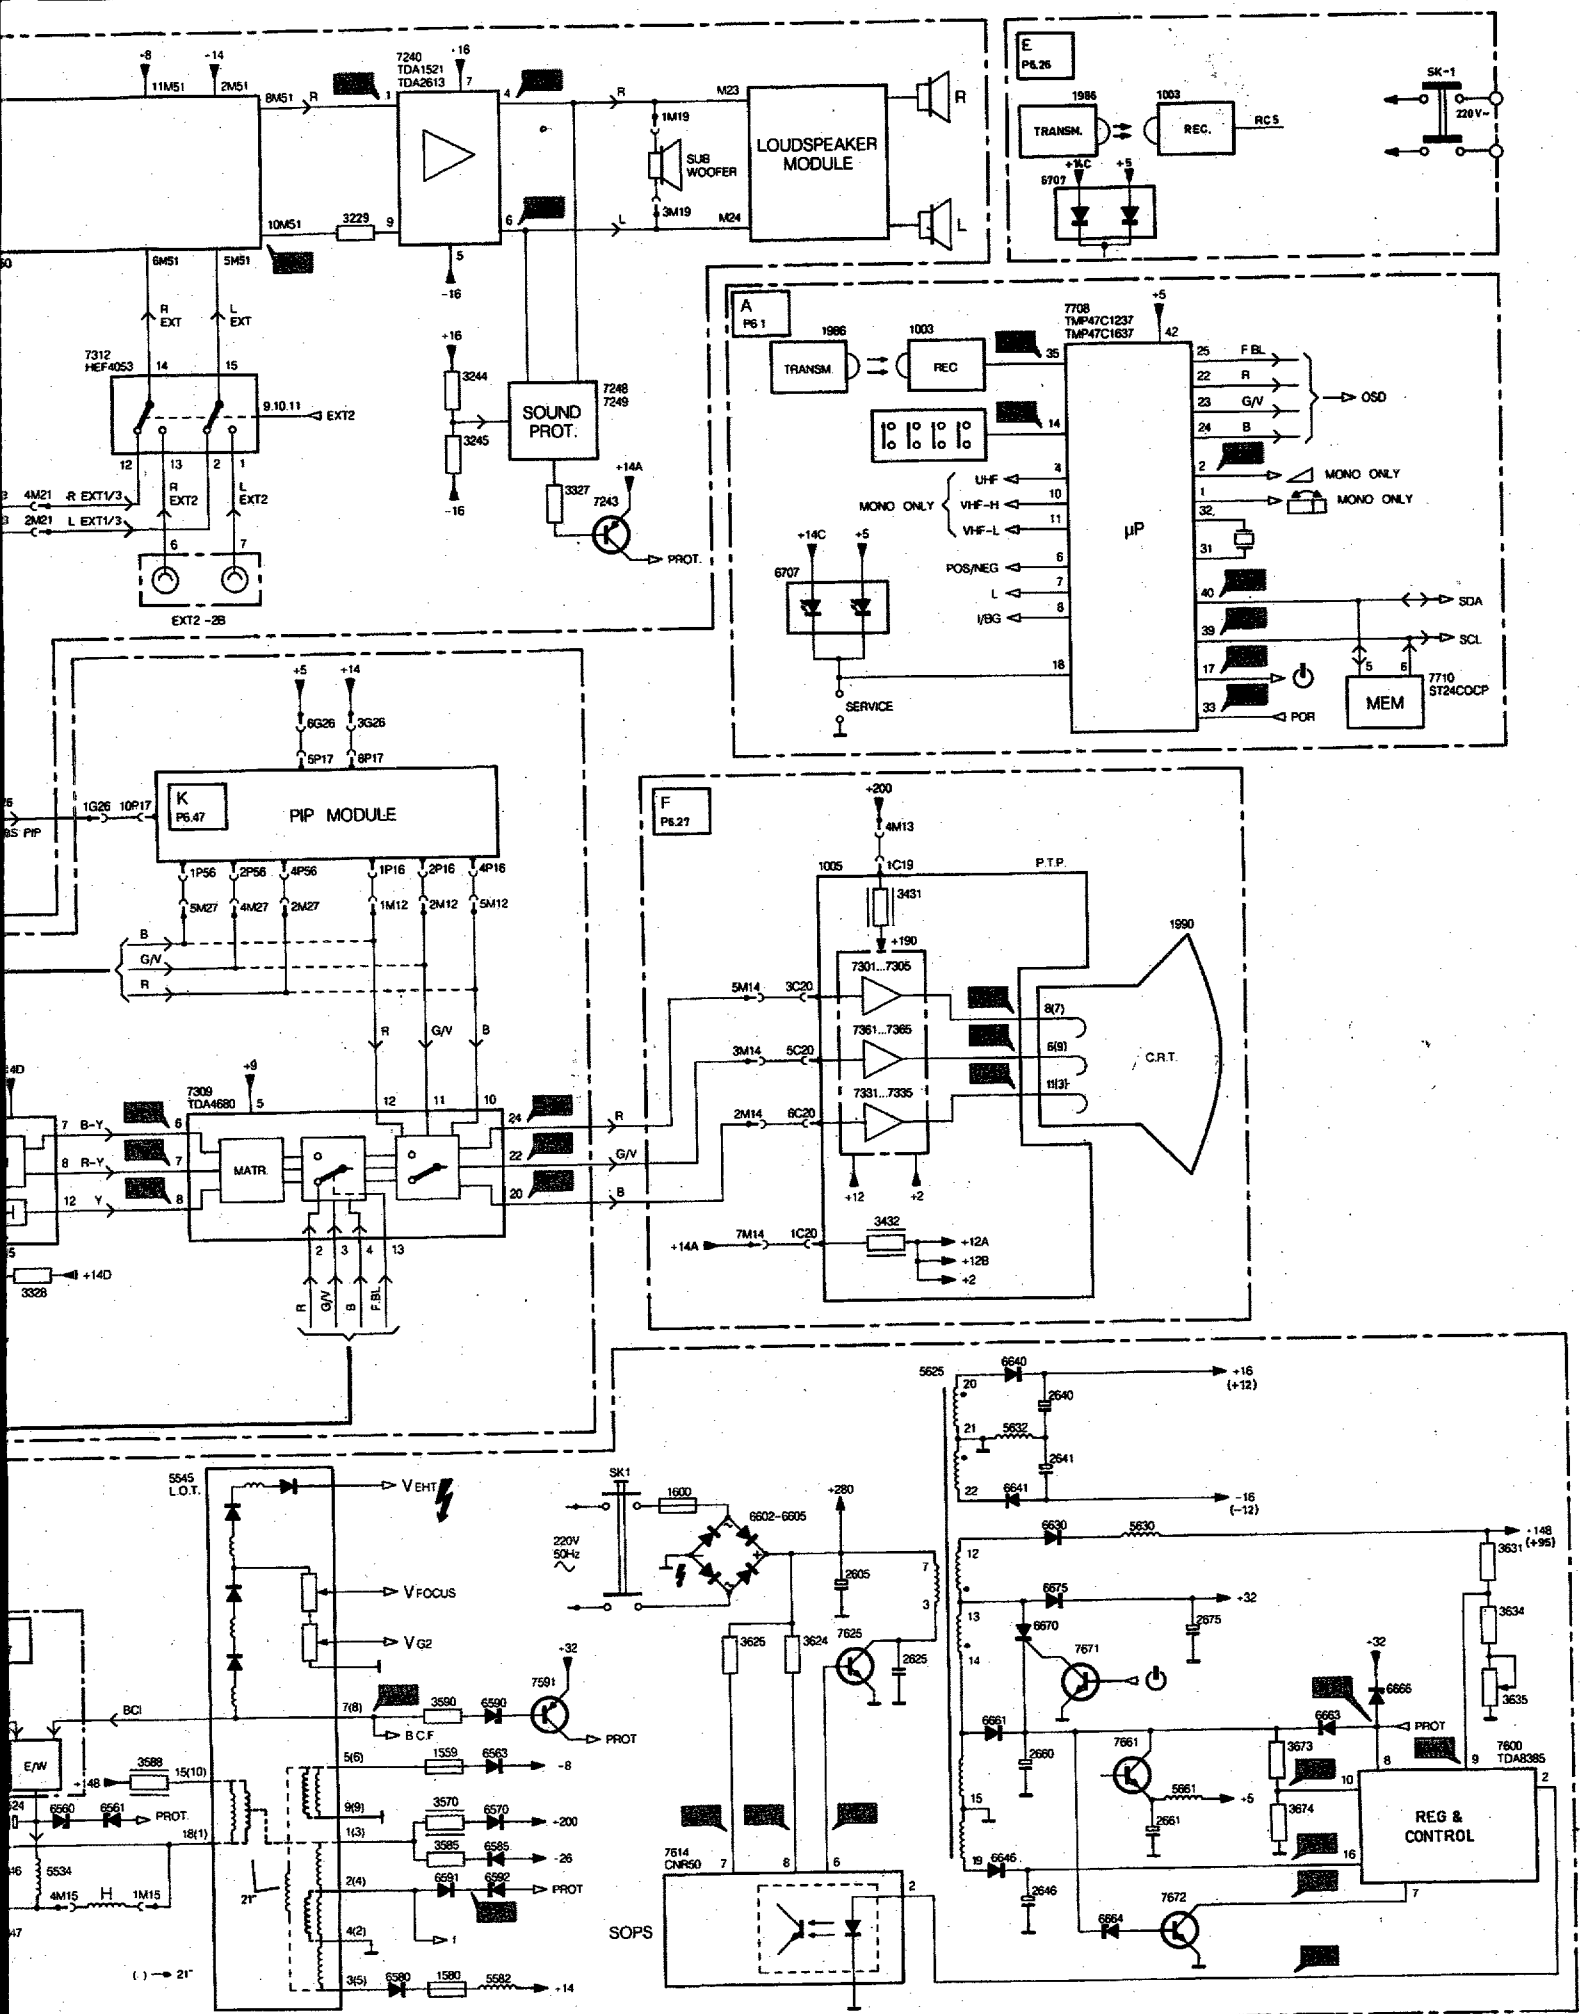 -8
-14
11M51
2M51
8M51
R
1
7240
TDA1521
TDA2613
16
7
4
R
M23
R
1M19
SUB
WOOFER
LOUDSPEAKER
MODULE
3M19
M24
L
L
10M51
3229
9
6
5
-16
6M51
5M51
R
EXT
L
EXT
7312
HEF4053
14
15
9.10.11
EXT2
12
13
2
1
4M21
R EXT1/3
2M21
L EXT1/3
R
EXT2
L
EXT2
6
7
EXT2 -2B
+16
3244
3245
-16
SOUND
PROT.
7248
7249
3327
7243
+14A
PROT.
E
P6.26
1986
1003
TRANSM.
REC.
RC5
+14C
+5
6707
SK-1
220V~
A
P6 1
1986
1003
TRANSM.
REC
35
14
7708
TMP47C1237
TMP47C1637
+5
42
25
F BL
22
R
23
G/V
24
B
OSD
2
MONO ONLY
1
MONO ONLY
32
31
MONO ONLY
UHF
4
VHF-H
10
VHF-L
11
POS/NEG
6
L
7
I/BG
8
µP
+14C
+5
6707
18
SERVICE
40
SDA
39
SCL
17
33
POR
5
6
MEM
7710
ST24COCP
+5
+14
6G26
3G26
5P17
8P17
1G26
10P17
K
P6.47
PIP MODULE
1P56
2P56
4P56
1P16
2P16
4P16
5M27
4M27
2M27
1M12
2M12
5M12
B
G/V
R
R
G/V
B
7309
TDA4680
+9
5
12
11
10
7
B-Y
6
8
R-Y
7
12
Y
8
MATR.
24
R
22
G/V
20
B
2
3
4
13
R
G/V
B
F.BL
3328
+14D
F
P6.27
+200
4M13
1C19
1005
P.T.P.
3431
+190
7301...7305
7361...7365
7331...7335
5M14
3C20
3M14
5C20
2M14
6C20
8(7)
6(9)
11(3)
1990
C.R.T.
+12
+2
+14A
7M14
1C20
3432
+12A
+12B
+2
5545
L.O.T.
VEHT
VFOCUS
VG2
BCI
7(8)
B C.F
3590
6590
7591
+32
PROT
5(6)
1559
6563
-8
9(9)
1(3)
3570
6570
+200
3585
6585
-26
2(4)
6591
6592
PROT
4(2)
3(5)
6580
1580
5582
+14
E/W
3588
15(10)
6560
6561
PROT.
18(1)
5534
4M15
H
1M15
21"
( ) → 21"
SK1
1600
220V
50Hz
6602-6605
+280
2605
3625
3624
7625
2625
7
3
7614
CNR50
7
8
6
2
SOPS
5625
20
21
22
6640
2640
5632
2641
6641
+16
(+12)
-16
(-12)
12
6630
5630
148
(+95)
3631
3634
3635
13
6675
+32
2675
6670
7671
14
6661
2660
7661
5661
+5
2661
15
3673
3674
6663
+32
6666
PROT
7600
TDA8385
8
9
10
2
REG &
CONTROL
16
7
19
6646
2646
6664
7672